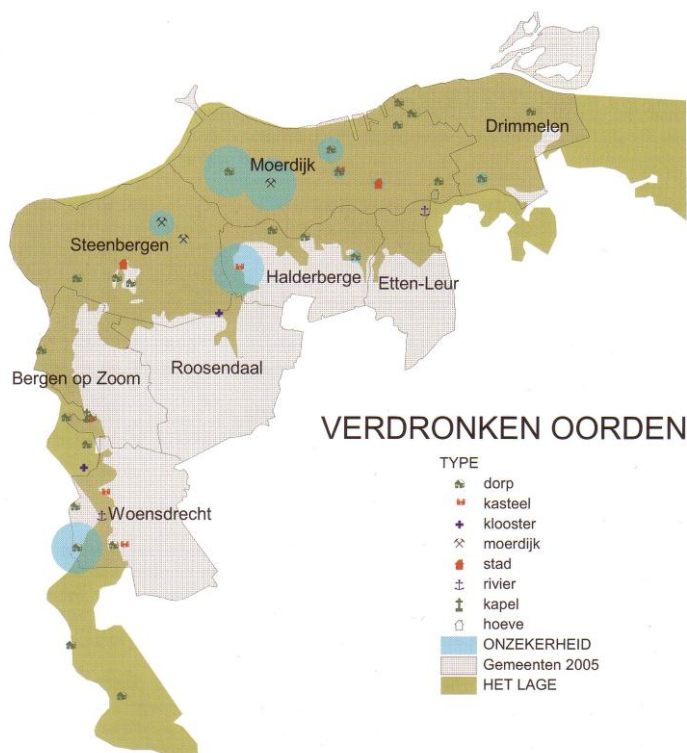 Drimmelen
Moerdijk
Steenbergen
Halderberge
Etten-Leur
Roosendaal
Bergen op Zoom
Woensdrecht
VERDRONKEN OORDEN
TYPE
dorp
kasteel
klooster
moerdijk
stad
rivier
kapel
hoeve
ONZEKERHEID
Gemeenten 2005
HET LAGE